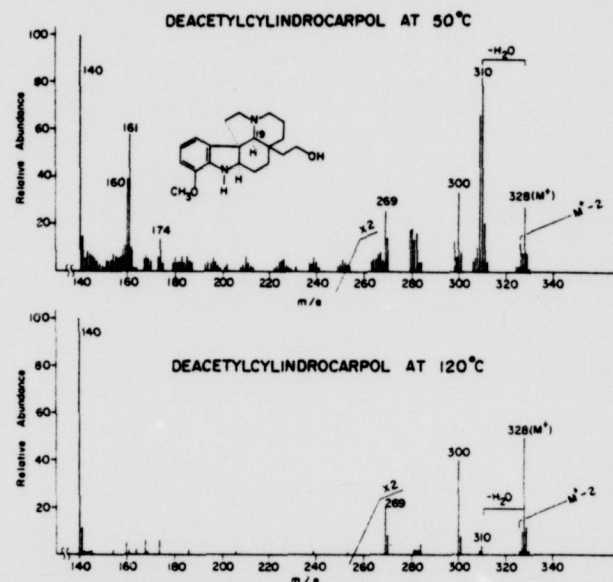 DEACETYLCYLINDROCARPOL AT 50°C
-H₂O
100
140
310
80
161
N
19
60
H
OH
N
H
160
CH₃O
H
40
300
328(M⁺)
269
M⁺-2
20
174
x2
Relative Abundance
140 160 180 200 220 240 260 280 300 320 340
m/e
100
140
DEACETYLCYLINDROCARPOL AT 120°C
80
60
328(M⁺)
300
40
x2
-H₂O
M⁺-2
269
20
310
Relative Abundance
140 160 180 200 220 240 260 280 300 320 340
m/e